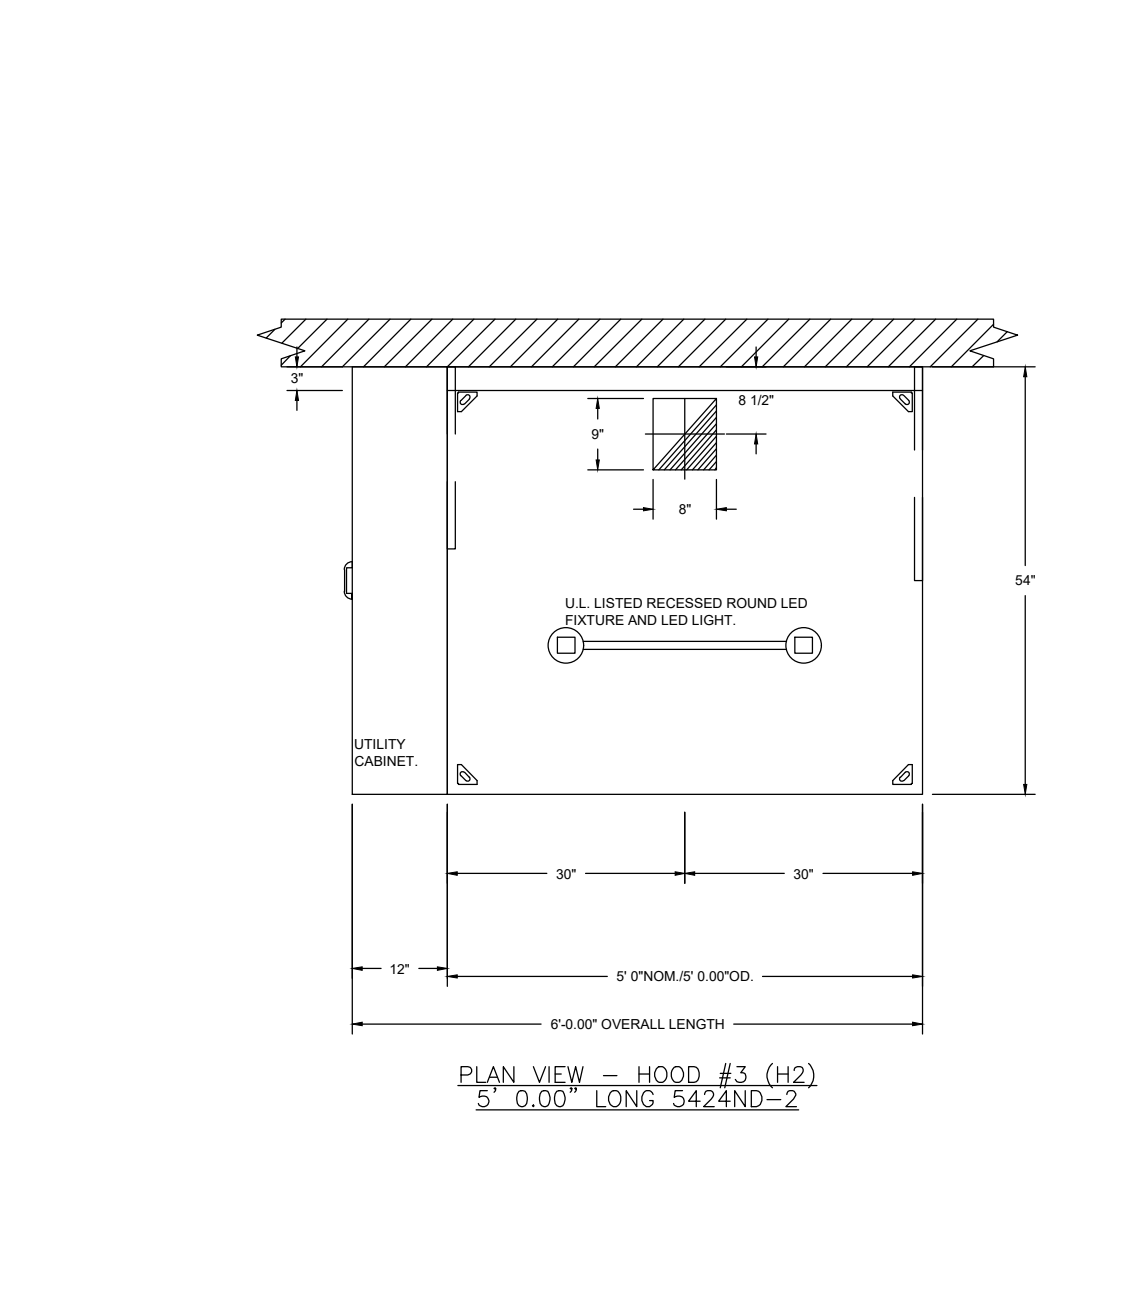 3"
8 1/2"
9"
8"
54"
U.L. LISTED RECESSED ROUND LED
FIXTURE AND LED LIGHT.
UTILITY
CABINET.
30"
30"
12"
5' 0"NOM./5' 0.00"OD.
6'-0.00" OVERALL LENGTH
PLAN VIEW - HOOD #3 (H2)
5' 0.00" LONG 5424ND-2